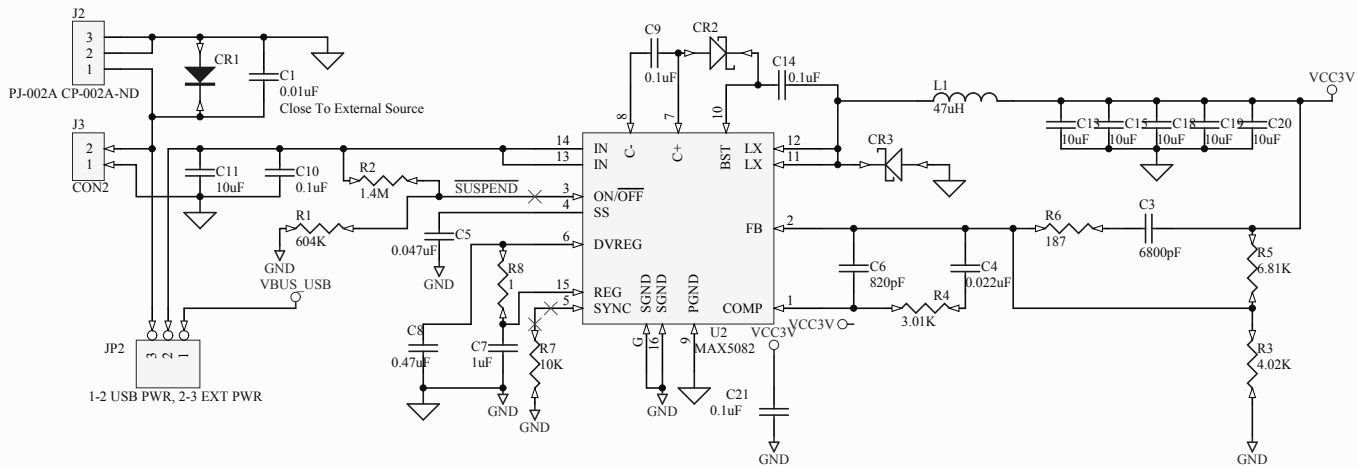 J2
3
2
1
PJ-002A CP-002A-ND
CR1
C1
0.01uF
Close To External Source
J3
2
1
CON2
C11
10uF
C10
0.1uF
R2
1.4M
R1
604K
GND
VBUS_USB
JP2
3
2
1
1-2 USB PWR, 2-3 EXT PWR
SUSPEND
C5
0.047uF
GND
R8
1
C8
0.47uF
C7
1uF
GND
R7
10K
GND
C9
0.1uF
CR2
C14
0.1uF
8
7
10
C-
C+
BST
14
IN
13
IN
3
ON/OFF
4
SS
6
DVREG
15
REG
5
SYNC
LX
12
LX
11
FB
2
COMP
1
SGND
SGND
PGND
G
16
9
U2
MAX5082
GND
L1
47uH
CR3
VCC3V
C13
10uF
C15
10uF
C18
10uF
C19
10uF
C20
10uF
R6
187
C3
6800pF
R5
6.81K
C6
820pF
C4
0.022uF
R4
3.01K
R3
4.02K
GND
VCC3V
VCC3V
C21
0.1uF
GND